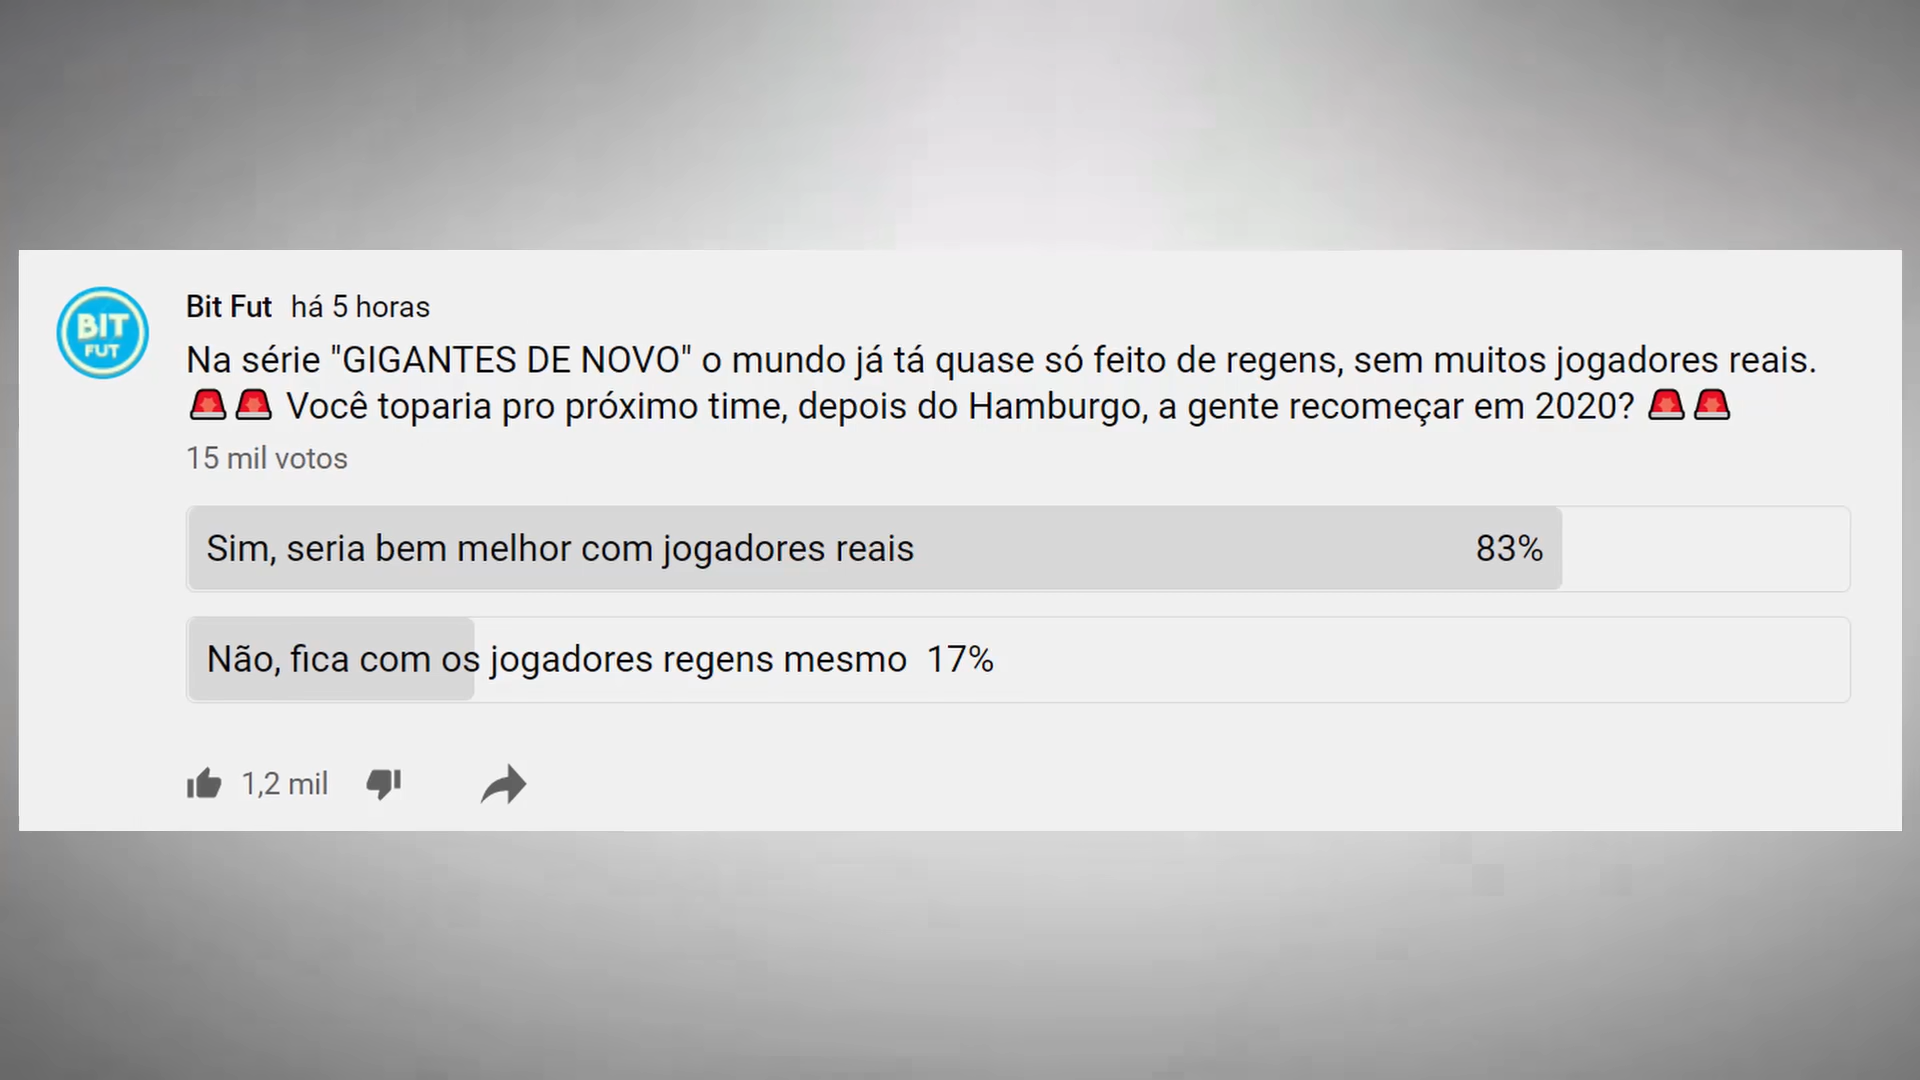 BIT
FUT
Bit Fut há 5 horas
Na série "GIGANTES DE NOVO" o mundo já tá quase só feito de regens, sem muitos jogadores reais.
🚨🚨 Você toparia pro próximo time, depois do Hamburgo, a gente recomeçar em 2020? 🚨🚨
15 mil votos
Sim, seria bem melhor com jogadores reais 83%
Não, fica com os jogadores regens mesmo 17%
1,2 mil